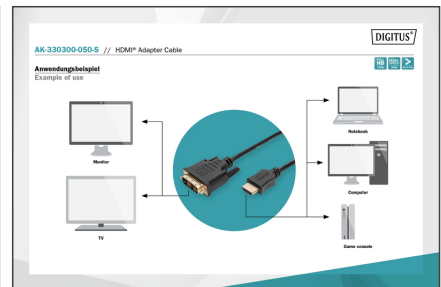 DIGITUS®
AK-330300-050-S // HDMI® Adapter Cable
Anwendungsbeispiel
Example of use
Monitor
TV
Notebook
Computer
Game console